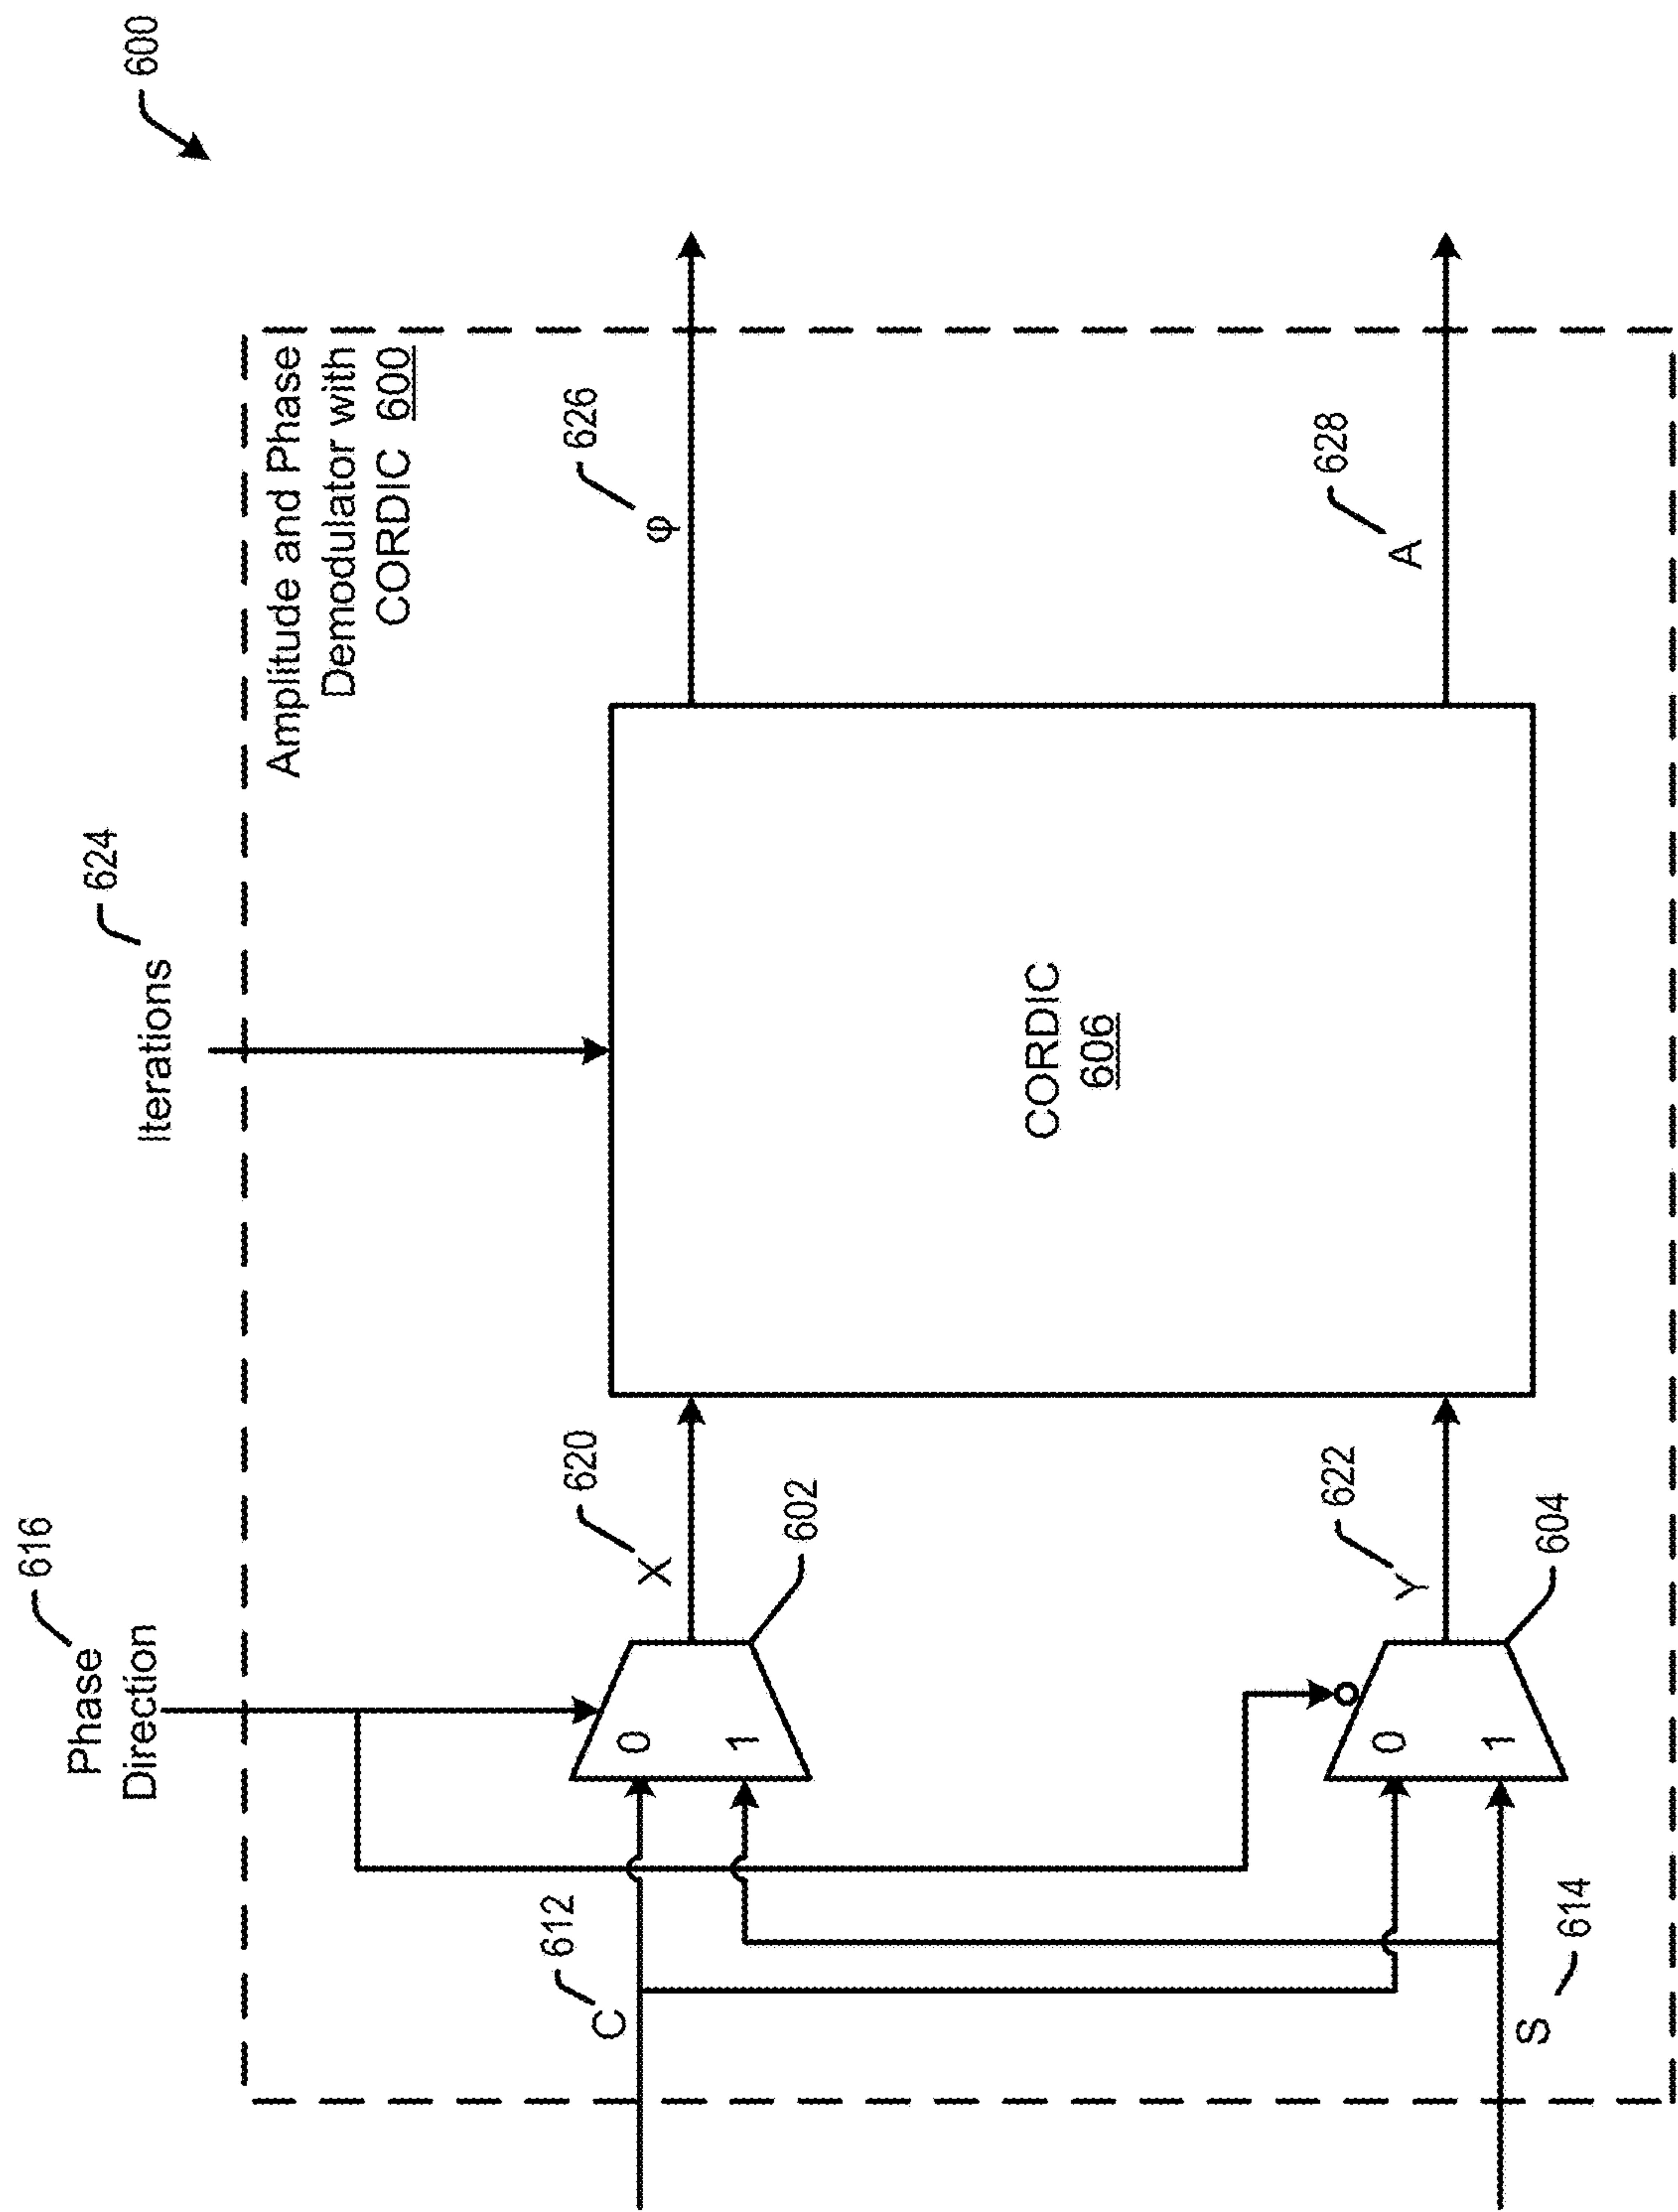 616
Phase
Direction
624
Iterations
600
Amplitude and Phase
Demodulator with
CORDIC 600
C
612
0
1
X
620
602
φ
626
CORDIC
606
0
1
Y
622
604
A
628
S
614